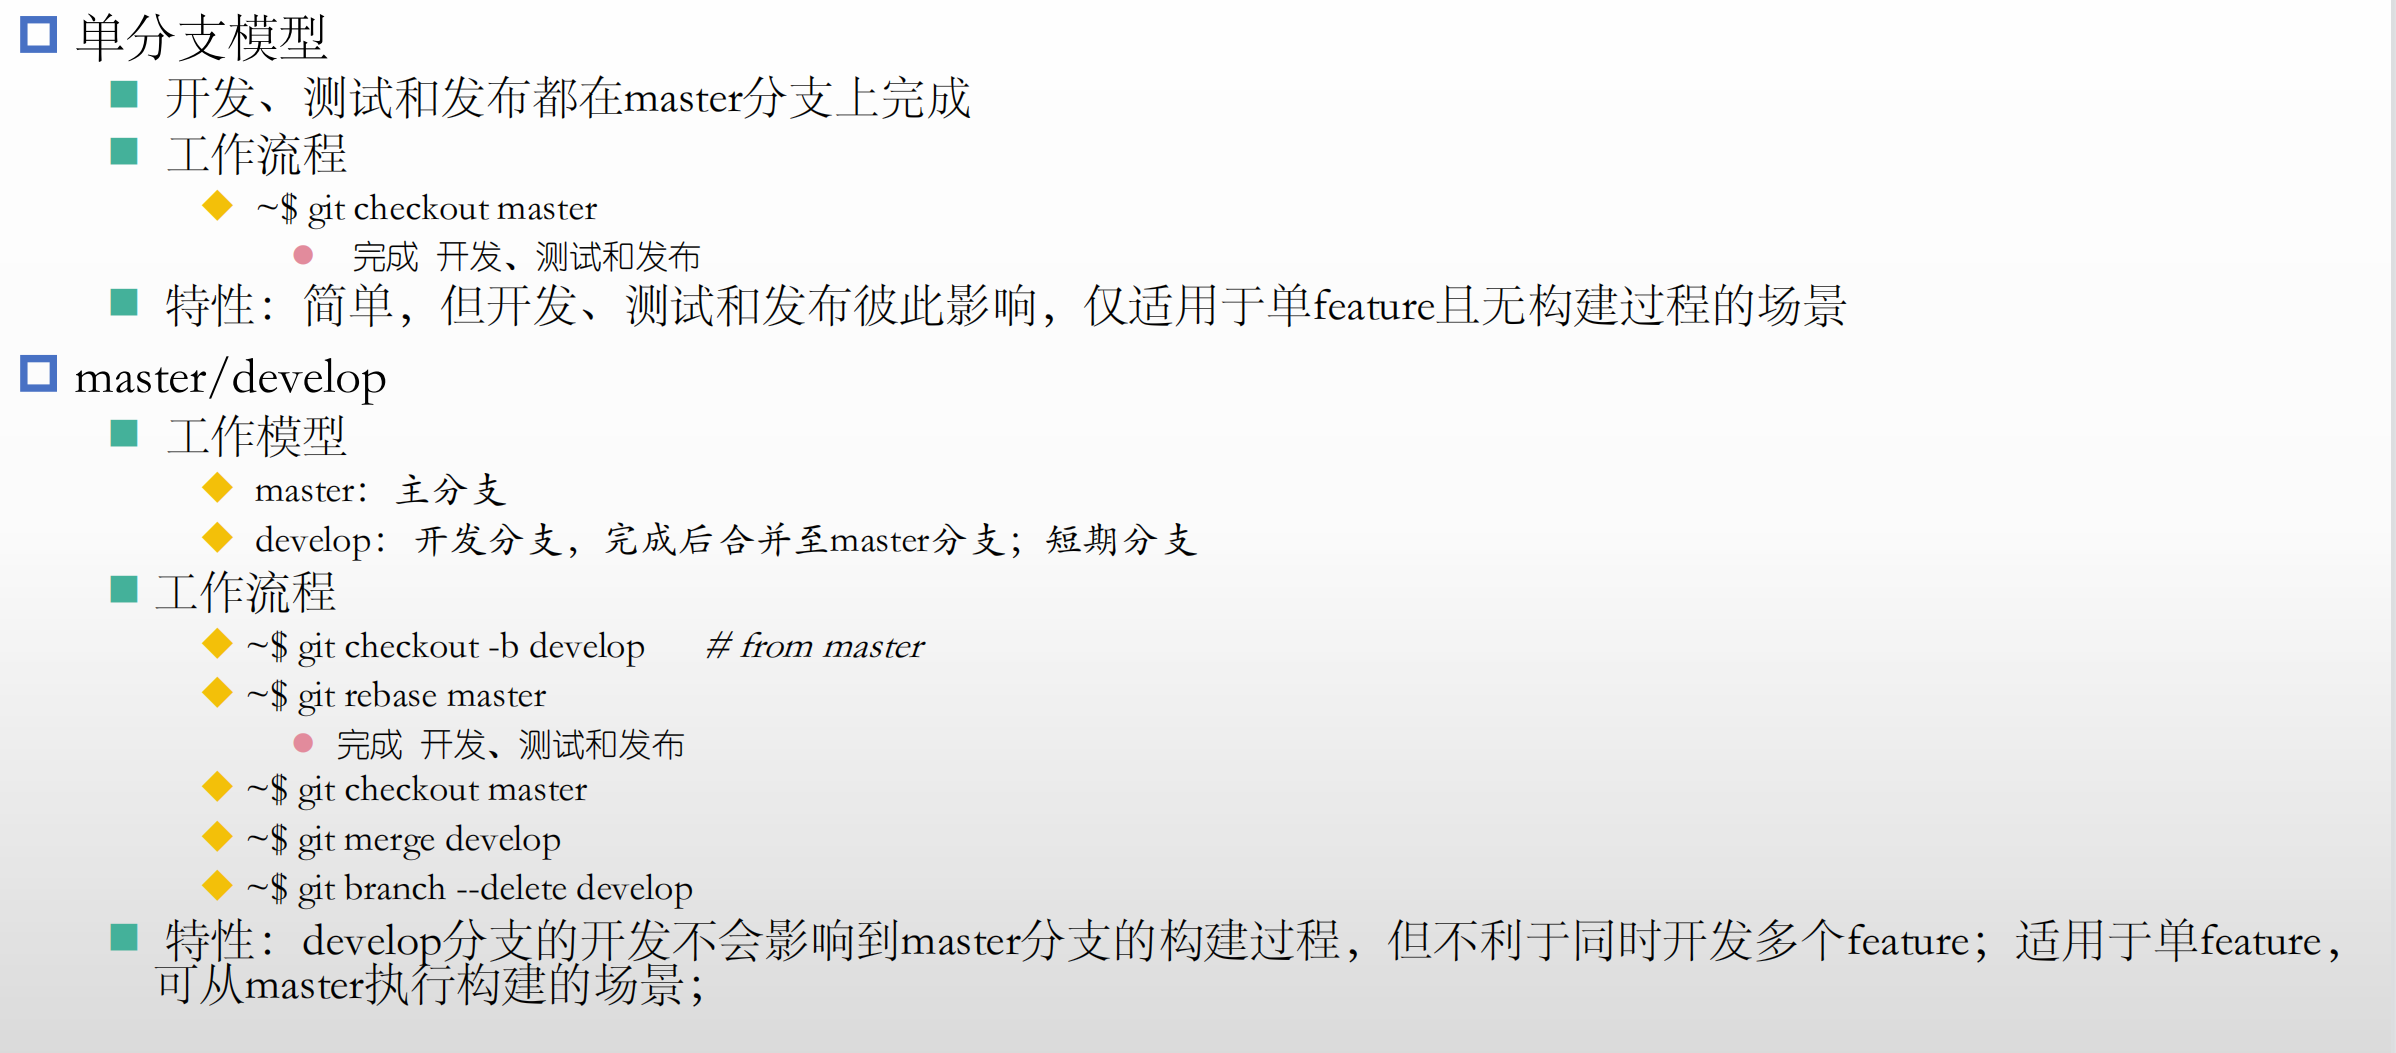 单分支模型
开发、测试和发布都在master分支上完成
工作流程
~$ git checkout master
完成 开发、测试和发布
特性：简单，但开发、测试和发布彼此影响，仅适用于单feature且无构建过程的场景
master/develop
工作模型
master：主分支
develop：开发分支，完成后合并至master分支；短期分支
工作流程
~$ git checkout -b develop # from master
~$ git rebase master
完成 开发、测试和发布
~$ git checkout master
~$ git merge develop
~$ git branch --delete develop
特性：develop分支的开发不会影响到master分支的构建过程，但不利于同时开发多个feature；适用于单feature，
可从master执行构建的场景；